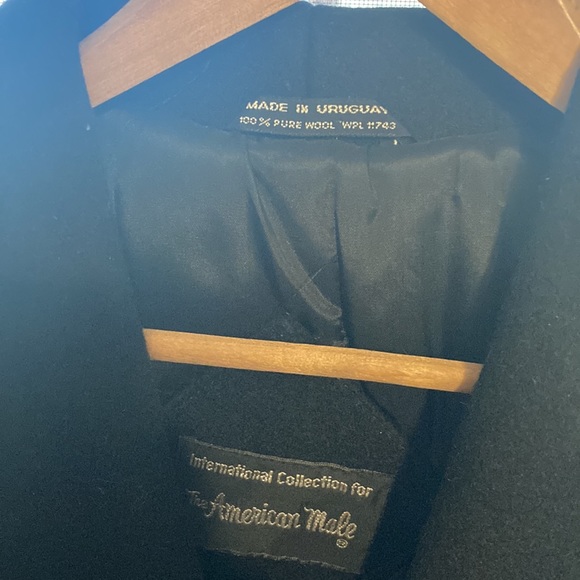 MADE IN URUGUAY
100% PURE WOOL WPL 11743
International Collection for
The American Male